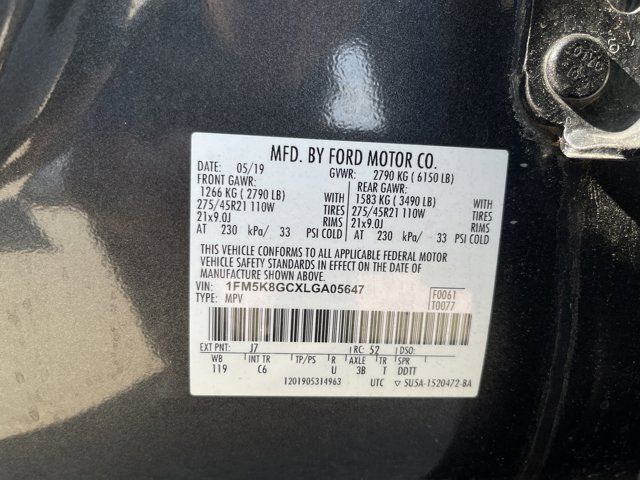 MFD. BY FORD MOTOR CO.
DATE: 05/19 GVWR: 2790 KG ( 6150 LB)
FRONT GAWR: REAR GAWR:
1266 KG ( 2790 LB) WITH 1583 KG ( 3490 LB) WITH
275/45R21 110W TIRES 275/45R21 110W TIRES
21x9.0J RIMS 21x9.0J RIMS
AT 230 kPa/ 33 PSI COLD AT 230 kPa/ 33 PSI COLD
THIS VEHICLE CONFORMS TO ALL APPLICABLE FEDERAL MOTOR
VEHICLE SAFETY STANDARDS IN EFFECT ON THE DATE OF
MANUFACTURE SHOWN ABOVE.
VIN: 1FM5K8GCXLGA05647 F0061
TYPE: MPV T0077
EXT PNT: J7 RC: 52 DSO:
WB INT TR TP/PS R AXLE TR SPR
119 C6 U 3B T DDTT
1201905314963 UTC ▽ SU5A-1520472-BA